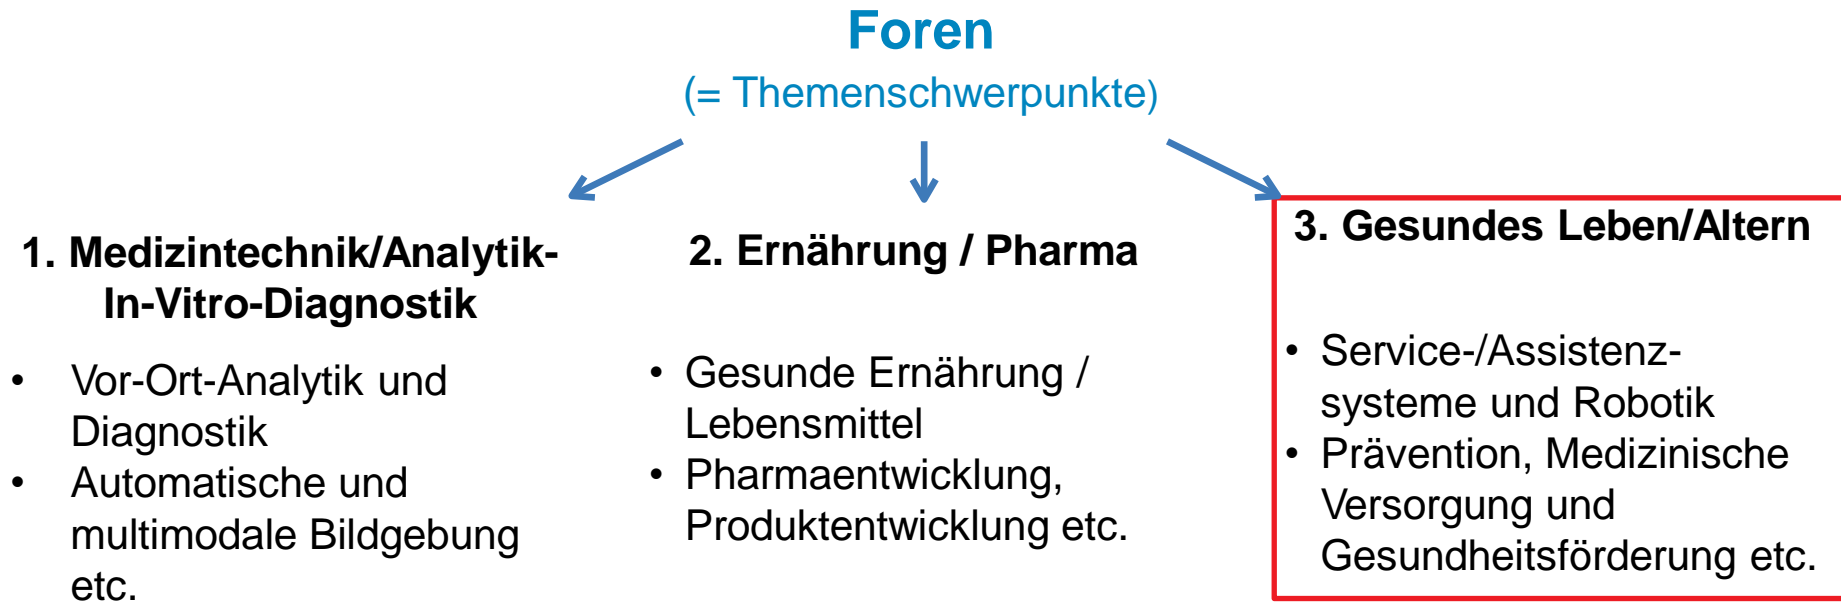 Foren
(= Themenschwerpunkte)
1. Medizintechnik/Analytik-
In-Vitro-Diagnostik
• Vor-Ort-Analytik und
Diagnostik
• Automatische und
multimodale Bildgebung
etc.
2. Ernährung / Pharma
• Gesunde Ernährung /
Lebensmittel
• Pharmaentwicklung,
Produktentwicklung etc.
3. Gesundes Leben/Altern
• Service-/Assistenz-
systeme und Robotik
• Prävention, Medizinische
Versorgung und
Gesundheitsförderung etc.